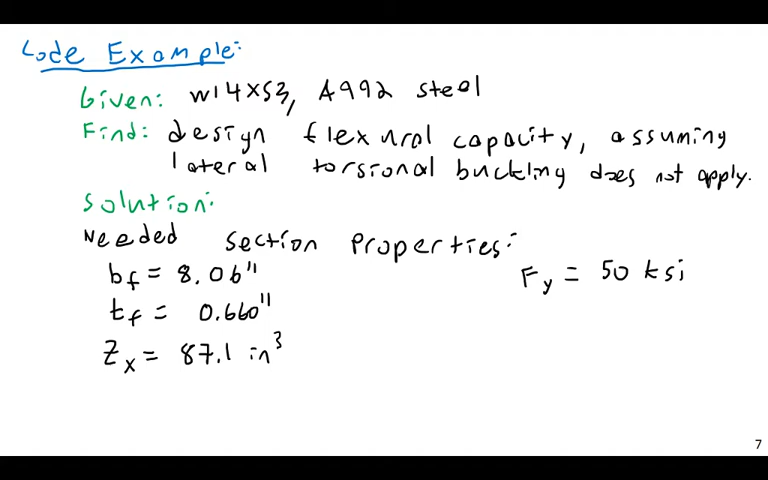 Code Example:
Given: W14X53, A992 steel
Find: design flexural capacity, assuming
lateral torsional buckling does not apply.
Solution:
Needed section properties:
bf = 8.06"
Fy = 50 ksi
tf = 0.660"
Zx = 87.1 in³
7